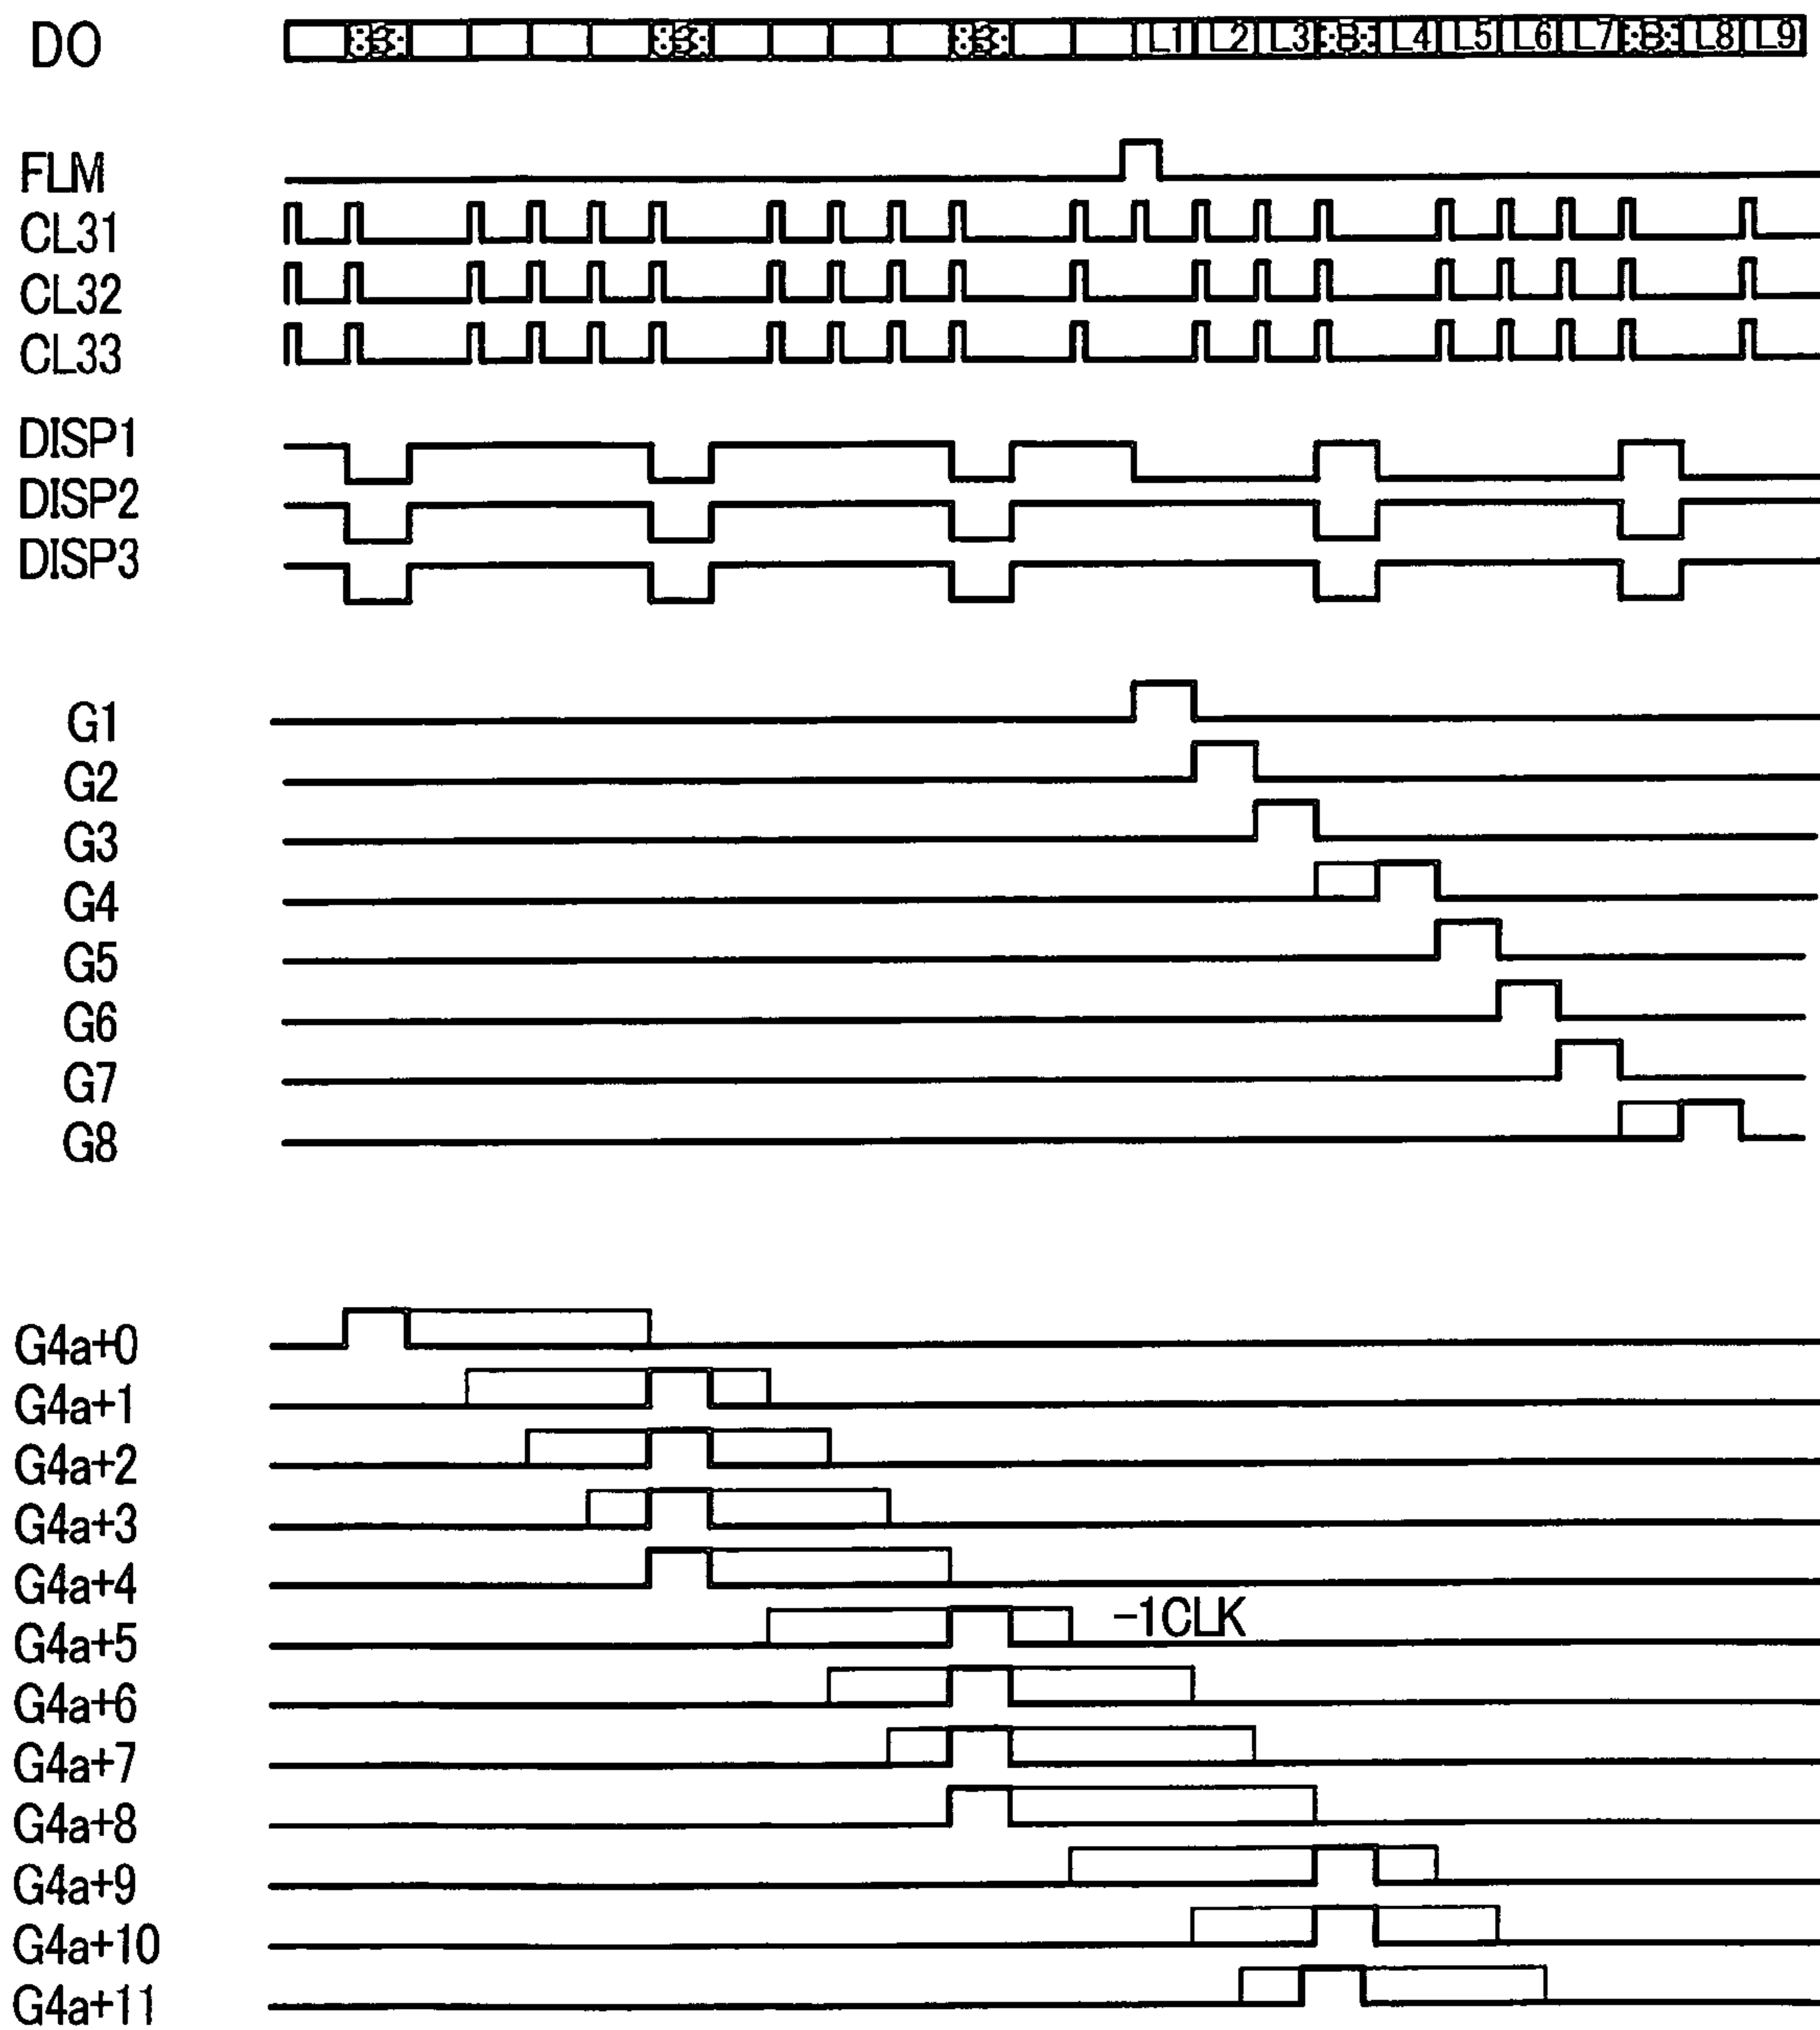 DO L1 L2 L3 B L4 L5 L6 L7 B L8 L9
FLM
CL31
CL32
CL33
DISP1
DISP2
DISP3
G1
G2
G3
G4
G5
G6
G7
G8
G4a+0
G4a+1
G4a+2
G4a+3
G4a+4
G4a+5 -1CLK
G4a+6
G4a+7
G4a+8
G4a+9
G4a+10
G4a+11